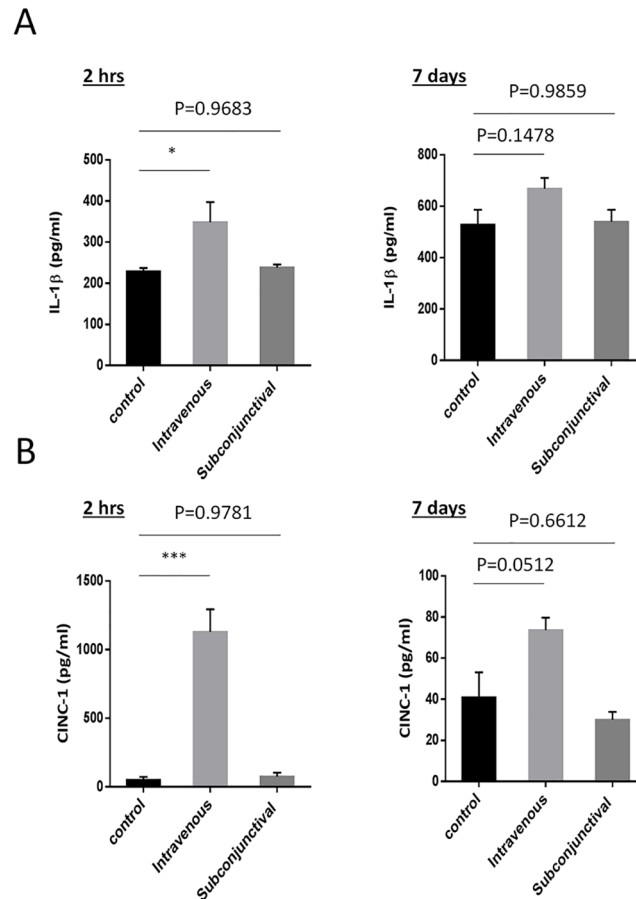 A
2 hrs
P=0.9683
*
500
400
300
200
100
0
IL-1β (pg/ml)
control
Intravenous
Subconjunctival
7 days
P=0.9859
P=0.1478
800
600
400
200
0
IL-1β (pg/ml)
control
Intravenous
Subconjunctival
B
2 hrs
P=0.9781
***
1500
1000
500
0
CINC-1 (pg/ml)
control
Intravenous
Subconjunctival
7 days
P=0.6612
P=0.0512
100
80
60
40
20
0
CINC-1 (pg/ml)
control
Intravenous
Subconjunctival